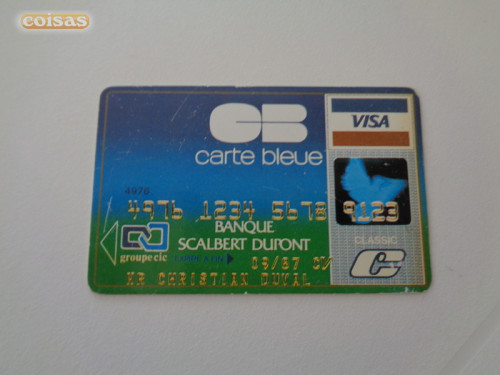 coisas
CB
VISA
carte bleue
4976
4976 1234 5678 9123
BANQUE
SCALBERT DUPONT
CLASSIC
groupe cic
09/87 CV
MR CHRISTIAN DUVAL